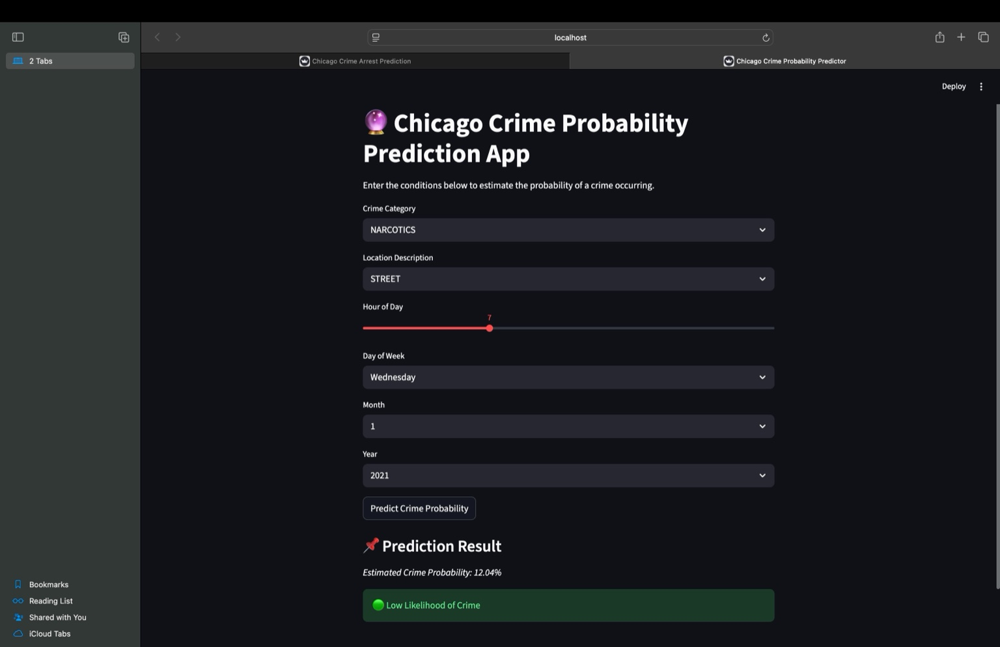 localhost
2 Tabs
Chicago Crime Arrest Prediction
Chicago Crime Probability Predictor
Deploy
Chicago Crime Probability
Prediction App
Enter the conditions below to estimate the probability of a crime occurring.
Crime Category
NARCOTICS
Location Description
STREET
Hour of Day
7
Day of Week
Wednesday
Month
1
Year
2021
Predict Crime Probability
Prediction Result
Estimated Crime Probability: 12.04%
Low Likelihood of Crime
Bookmarks
Reading List
Shared with You
iCloud Tabs